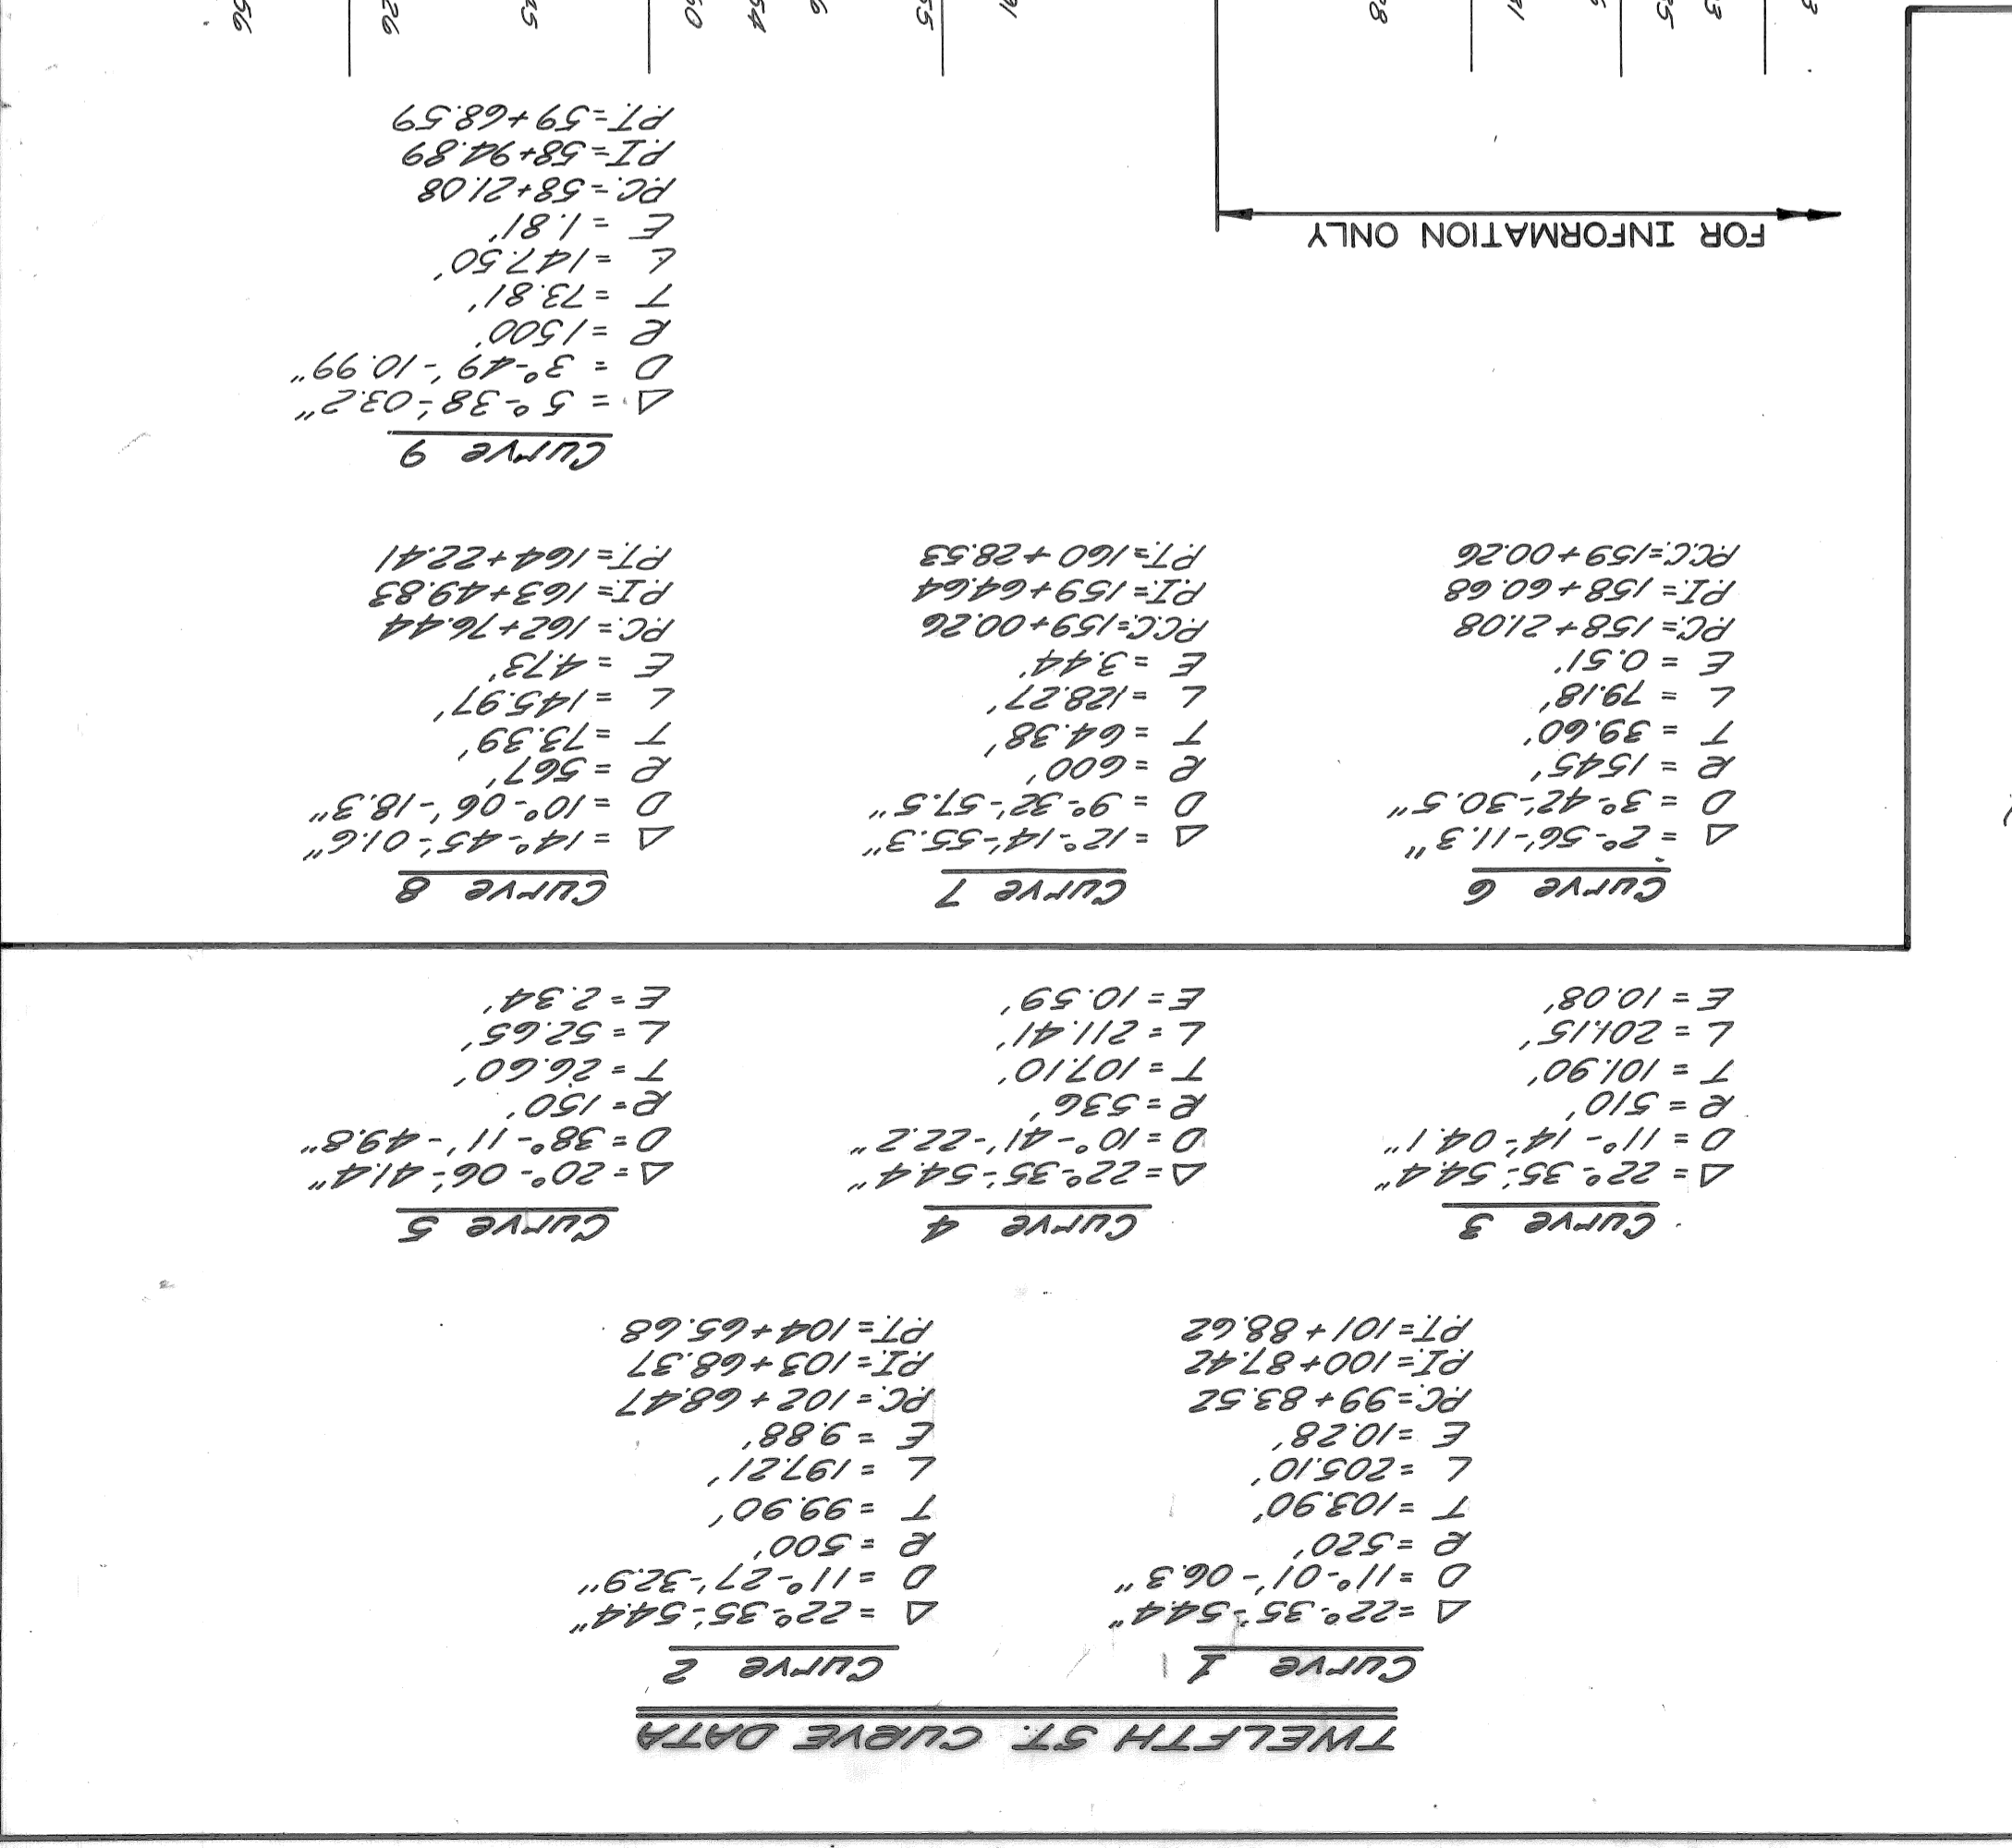 TWELFTH ST. CURVE DATA
Curve 1
Δ = 22°-35'-54.4"
D = 11°-01'-06.3"
R = 520'
T = 103.90'
L = 205.10'
E = 10.28'
P.C. = 99+83.52
P.I. = 100+87.42
P.T. = 101+88.62
Curve 2
Δ = 22°-35'-54.4"
D = 11°-27'-32.9"
R = 500'
T = 99.90'
L = 197.21'
E = 9.88'
P.C. = 102+68.47
P.I. = 103+68.37
P.T. = 104+65.68
Curve 3
Δ = 22°-35'-54.4"
D = 11°-14'-04.1"
R = 510'
T = 101.90'
L = 201.15'
E = 10.08'
Curve 4
Δ = 22°-35'-54.4"
D = 10°-41'-22.2"
R = 536'
T = 107.10'
L = 211.41'
E = 10.59'
Curve 5
Δ = 20°-06'-41.4"
D = 38°-11'-49.8"
R = 150'
T = 26.60'
L = 52.65'
E = 2.34'
Curve 6
Δ = 2°-56'-11.3"
D = 3°-42'-30.5"
R = 1545'
T = 39.60'
L = 79.18'
E = 0.51'
P.C. = 158+21.08
P.I. = 158+60.68
P.C.C. = 159+00.26
Curve 7
Δ = 12°-14'-55.3"
D = 9°-32'-57.5"
R = 600'
T = 64.38'
L = 128.27'
E = 3.44'
P.C.C. = 159+00.26
P.I. = 159+64.64
P.T. = 160+28.53
Curve 8
Δ = 14°-45'-01.6"
D = 10°-06'-18.3"
R = 567'
T = 73.39'
L = 145.97'
E = 4.73'
P.C. = 162+76.44
P.I. = 163+49.83
P.T. = 164+22.41
Curve 9
Δ = 5°-38'-03.2"
D = 3°-49'-10.99"
R = 1500'
T = 73.81'
L = 147.50'
E = 1.81'
P.C. = 58+21.08
P.I. = 58+94.89
P.T. = 59+68.59
FOR INFORMATION ONLY